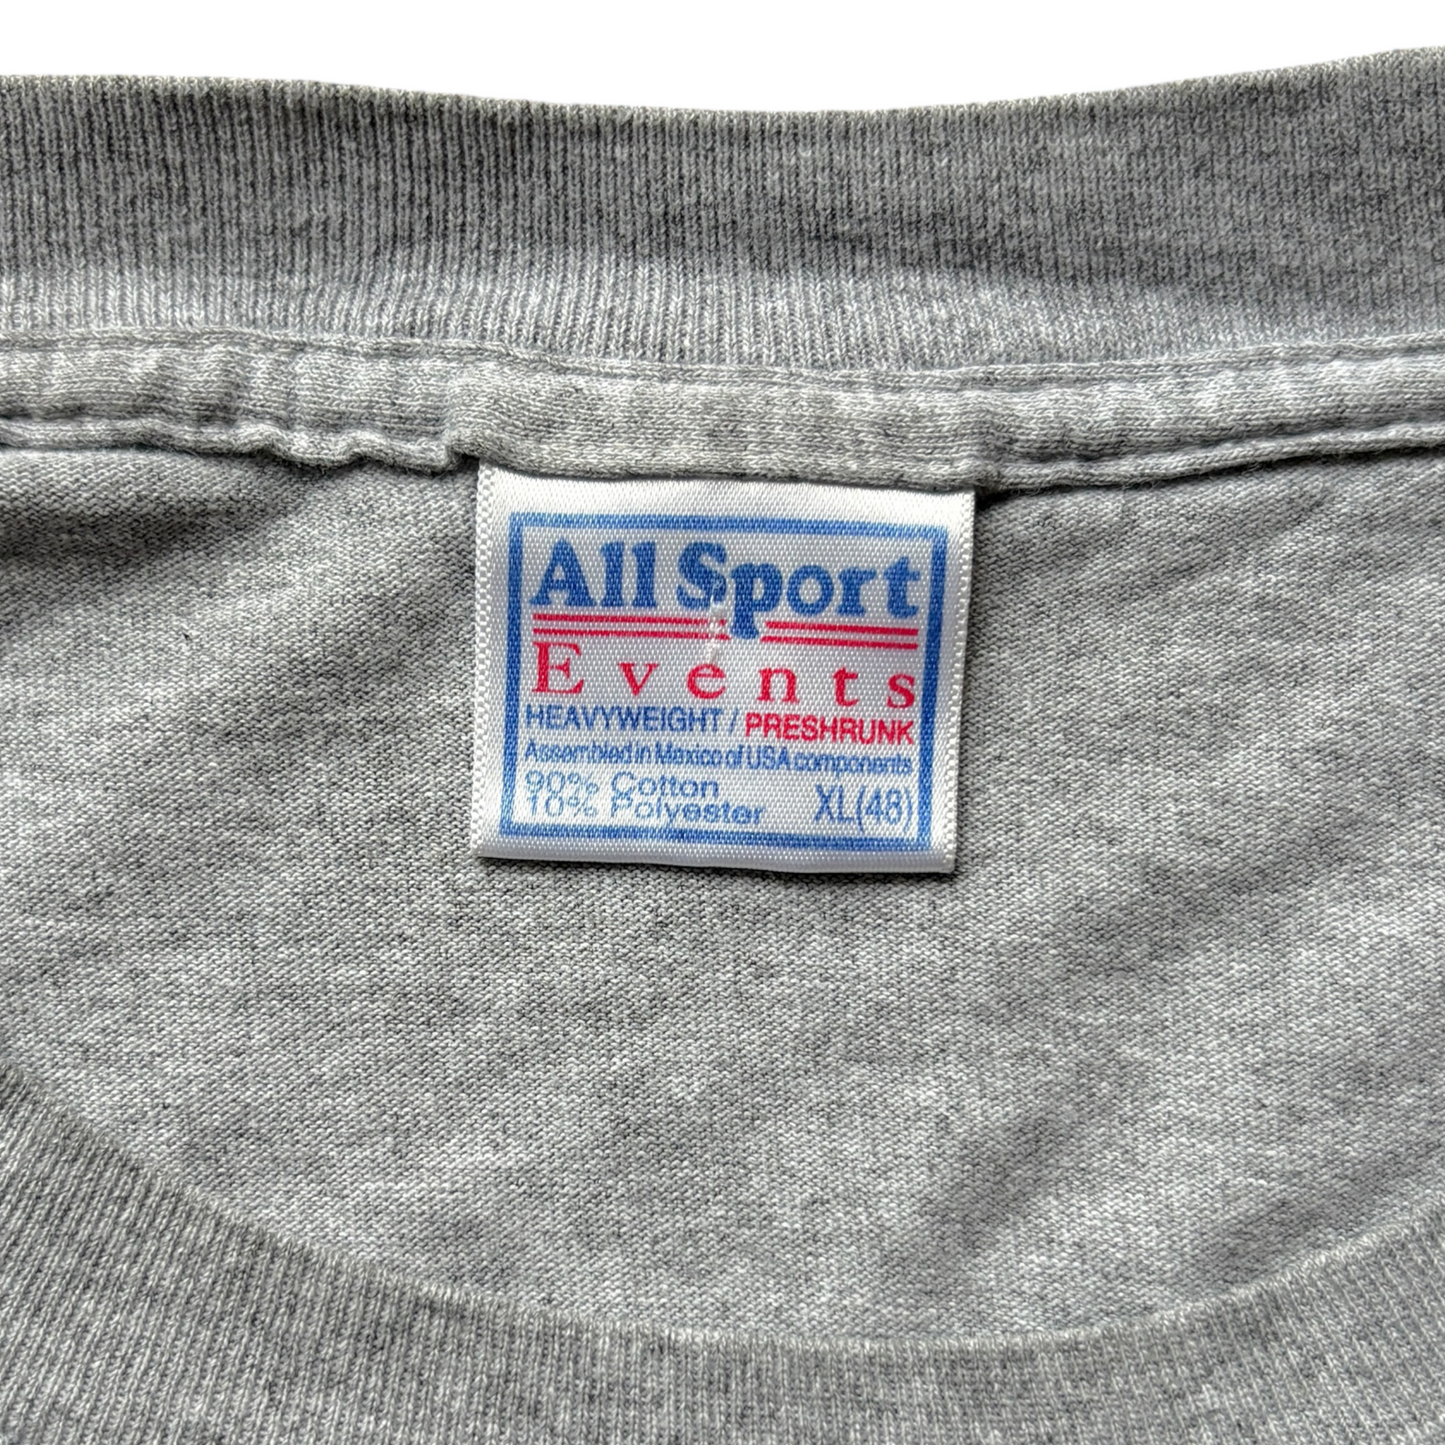 All Sport
Events
HEAVYWEIGHT / PRESHRUNK
Assembled in Mexico of USA components
90% Cotton
10% Polyester XL(48)